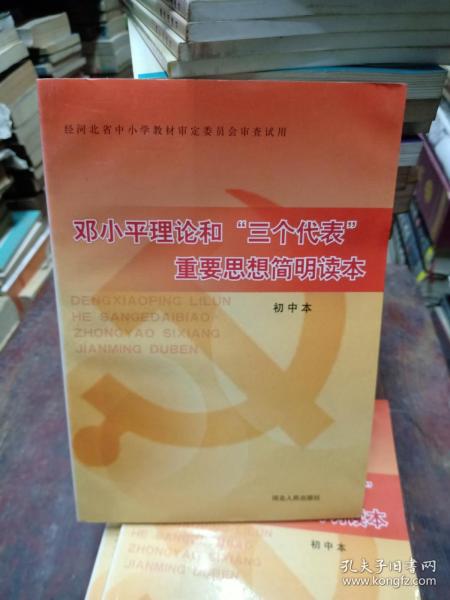 经河北省中小学教材审定委员会审查试用
邓小平理论和“三个代表”
重要思想简明读本
DENGXIAOPING LILUN
HE SANGEDAIBIAO
ZHONGYAO SIXIANG
JIANMING DUBEN
初中本
河北人民出版社
”
读本
初中本
HE SANGEDAIBIAO
ZHONGYAO SIXIANG
JIANMING DUBEN
孔夫子旧书网
www.kongfz.com